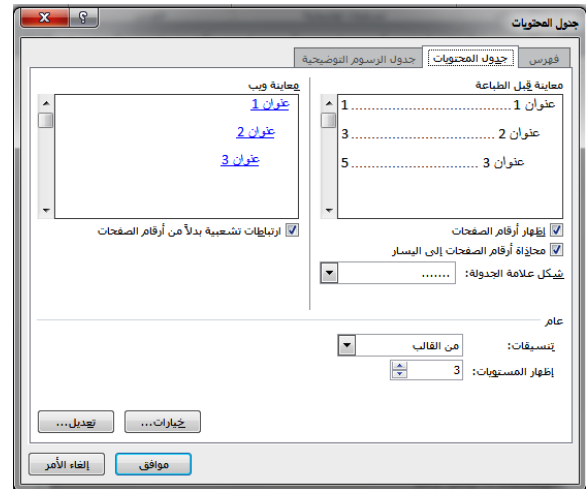 جدول المحتويات
فهرس
جدول المحتويات
جدول الرسوم التوضيحية
معاينة قبل الطباعة
عنوان 1 ........................ 1
عنوان 2 ........................ 3
عنوان 3 ........................ 5
معاينة ويب
عنوان 1
عنوان 2
عنوان 3
إظهار أرقام الصفحات
ارتباطات تشعبية بدلاً من أرقام الصفحات
محاذاة أرقام الصفحات إلى اليسار
شكل علامة الجدولة: .......
عام
تنسيقات: من القالب
إظهار المستويات: 3
خيارات...
تعديل...
موافق
إلغاء الأمر